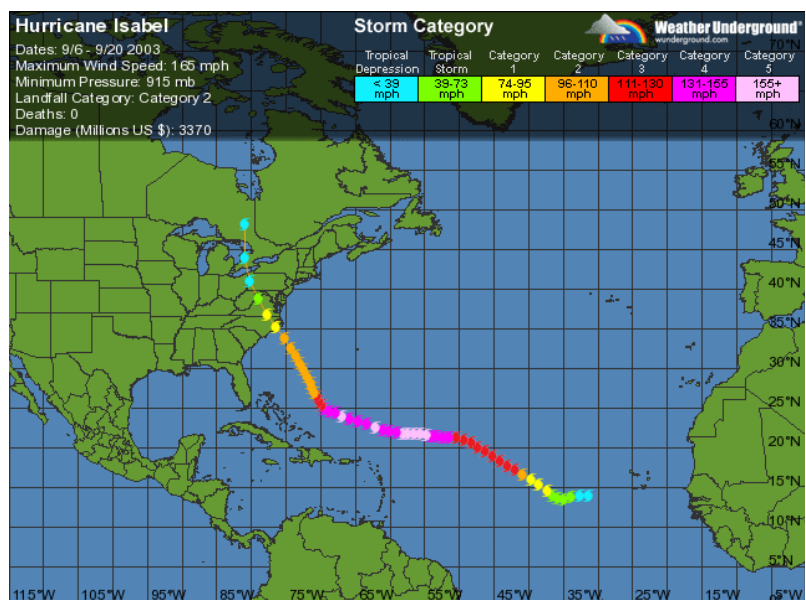 Hurricane Isabel
Dates: 9/6 - 9/20 2003
Maximum Wind Speed: 165 mph
Minimum Pressure: 915 mb
Landfall Category: Category 2
Deaths: 0
Damage (Millions US $): 3370
Storm Category
Weather Underground®
wunderground.com
Tropical Depression
Tropical Storm
Category 1
Category 2
Category 3
Category 4
Category 5
< 39 mph
39-73 mph
74-95 mph
96-110 mph
111-130 mph
131-155 mph
155+ mph
70°N
65°N
60°N
55°N
50°N
45°N
40°N
35°N
30°N
25°N
20°N
15°N
10°N
5°N
115°W
105°W
95°W
85°W
75°W
65°W
55°W
45°W
35°W
25°W
15°W
5°W